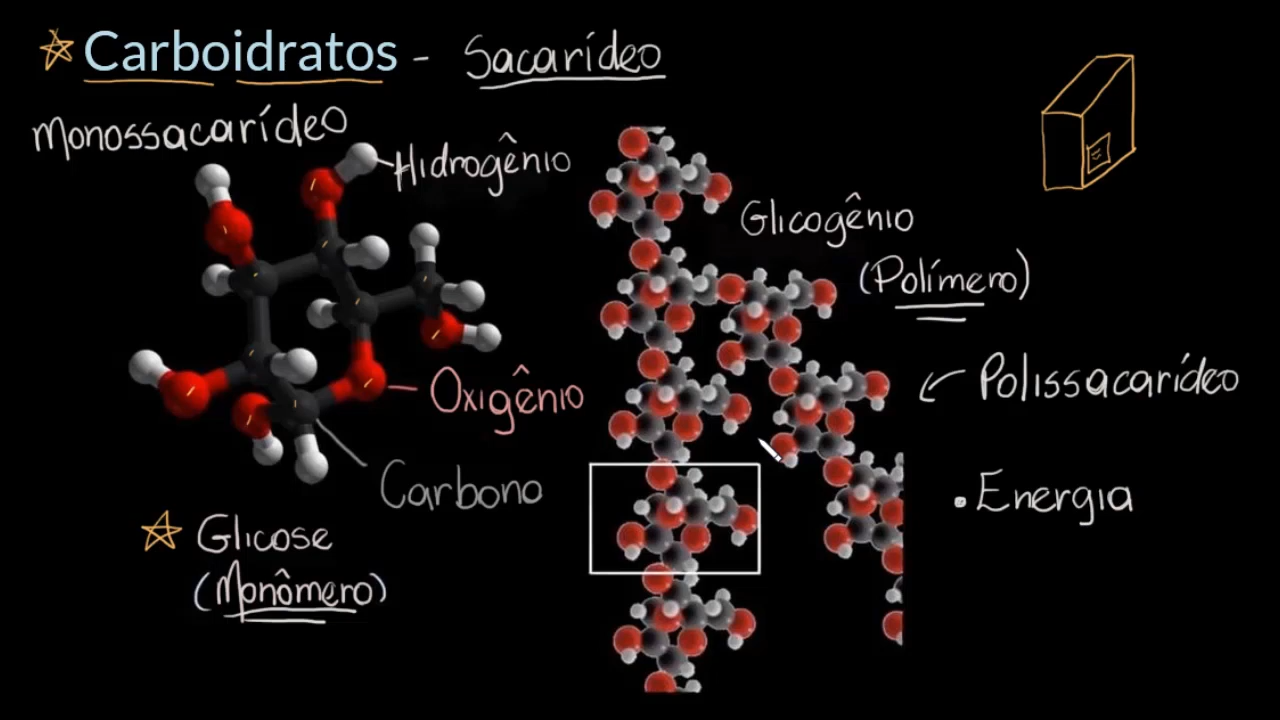 Carboidratos - Sacarídeo
Monossacarídeo
Hidrogênio
Oxigênio
Carbono
Glicose
(Monômero)
Glicogênio
(Polímero)
Polissacarídeo
• Energia